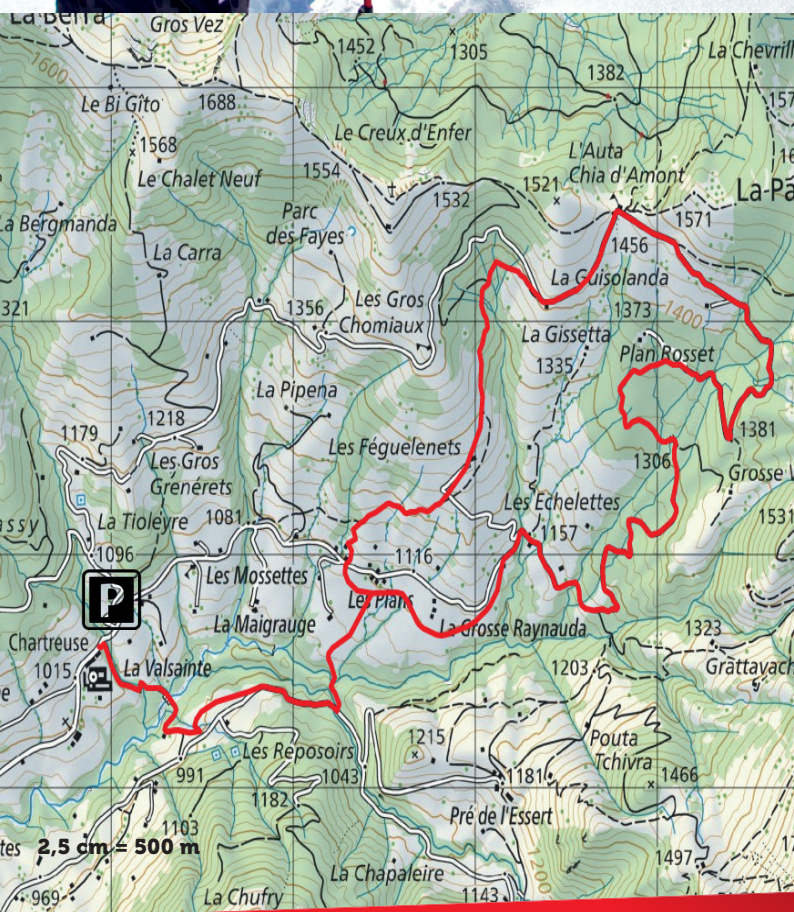 La Berra
Gros Vez
1452
1305
La Chevrill
1600
1382
Le Bi Gîto
1688
157
Le Creux d'Enfer
1568
L'Auta
Chia d'Amont
Le Chalet Neuf
1554
1521
1532
La-Pa
Parc
des Fayes
La Bergmanda
1571
1456
La Carra
La Guisolanda
321
1356
Les Gros
Chomiaux
1373
1400
La Gissetta
Plan Rosset
1335
La Pipena
1218
1179
Les Féguelenets
1381
1306
Les Gros
Grenérets
Grosse V
Les Echelettes
1531
assy
La Tioleyre
1081
1157
1096
1116
P
Les Mossettes
Les Plans
La Maigrauge
La Grosse Raynauda
1323
Chartreuse
1015
La Valsainte
1203
Grattavach
Les Reposoirs
1215
Pouta
Tchivra
991
1043
1181
1466
1182
1103
Pré de l'Essert
tes
2,5 cm = 500 m
1497
1200
La Chapaleire
969
La Chufry
1143